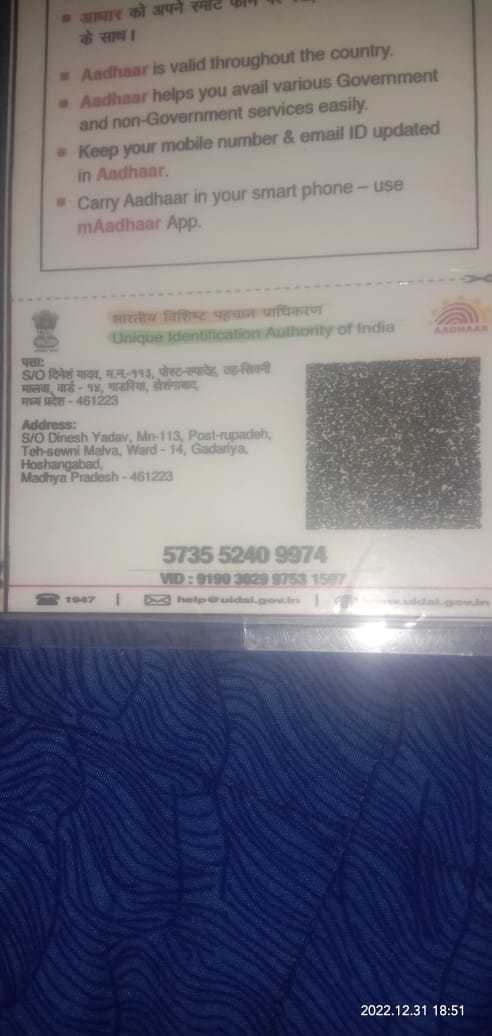 आधार को अपने स्मार्ट फोन पर
के साथ।
Aadhaar is valid throughout the country.
Aadhaar helps you avail various Government
and non-Government services easily.
Keep your mobile number & email ID updated
in Aadhaar.
Carry Aadhaar in your smart phone – use
mAadhaar App.
भारतीय विशिष्ट पहचान प्राधिकरण
Unique Identification Authority of India
AADHAAR
पता:
S/O दिनेश यादव, म.न.-११३, पोस्ट-रुपादेह, तह-सिवनी
मालवा, वार्ड - १४, गाडरिया, होशंगाबाद,
मध्य प्रदेश - 461223
Address:
S/O Dinesh Yadav, Mn-113, Post-rupadeh,
Teh-sewni Malva, Ward - 14, Gadariya,
Hoshangabad,
Madhya Pradesh - 461223
5735 5240 9974
VID : 9190 3029 9753 1597
1947 | help@uidai.gov.in | www.uidai.gov.in
2022.12.31 18:51